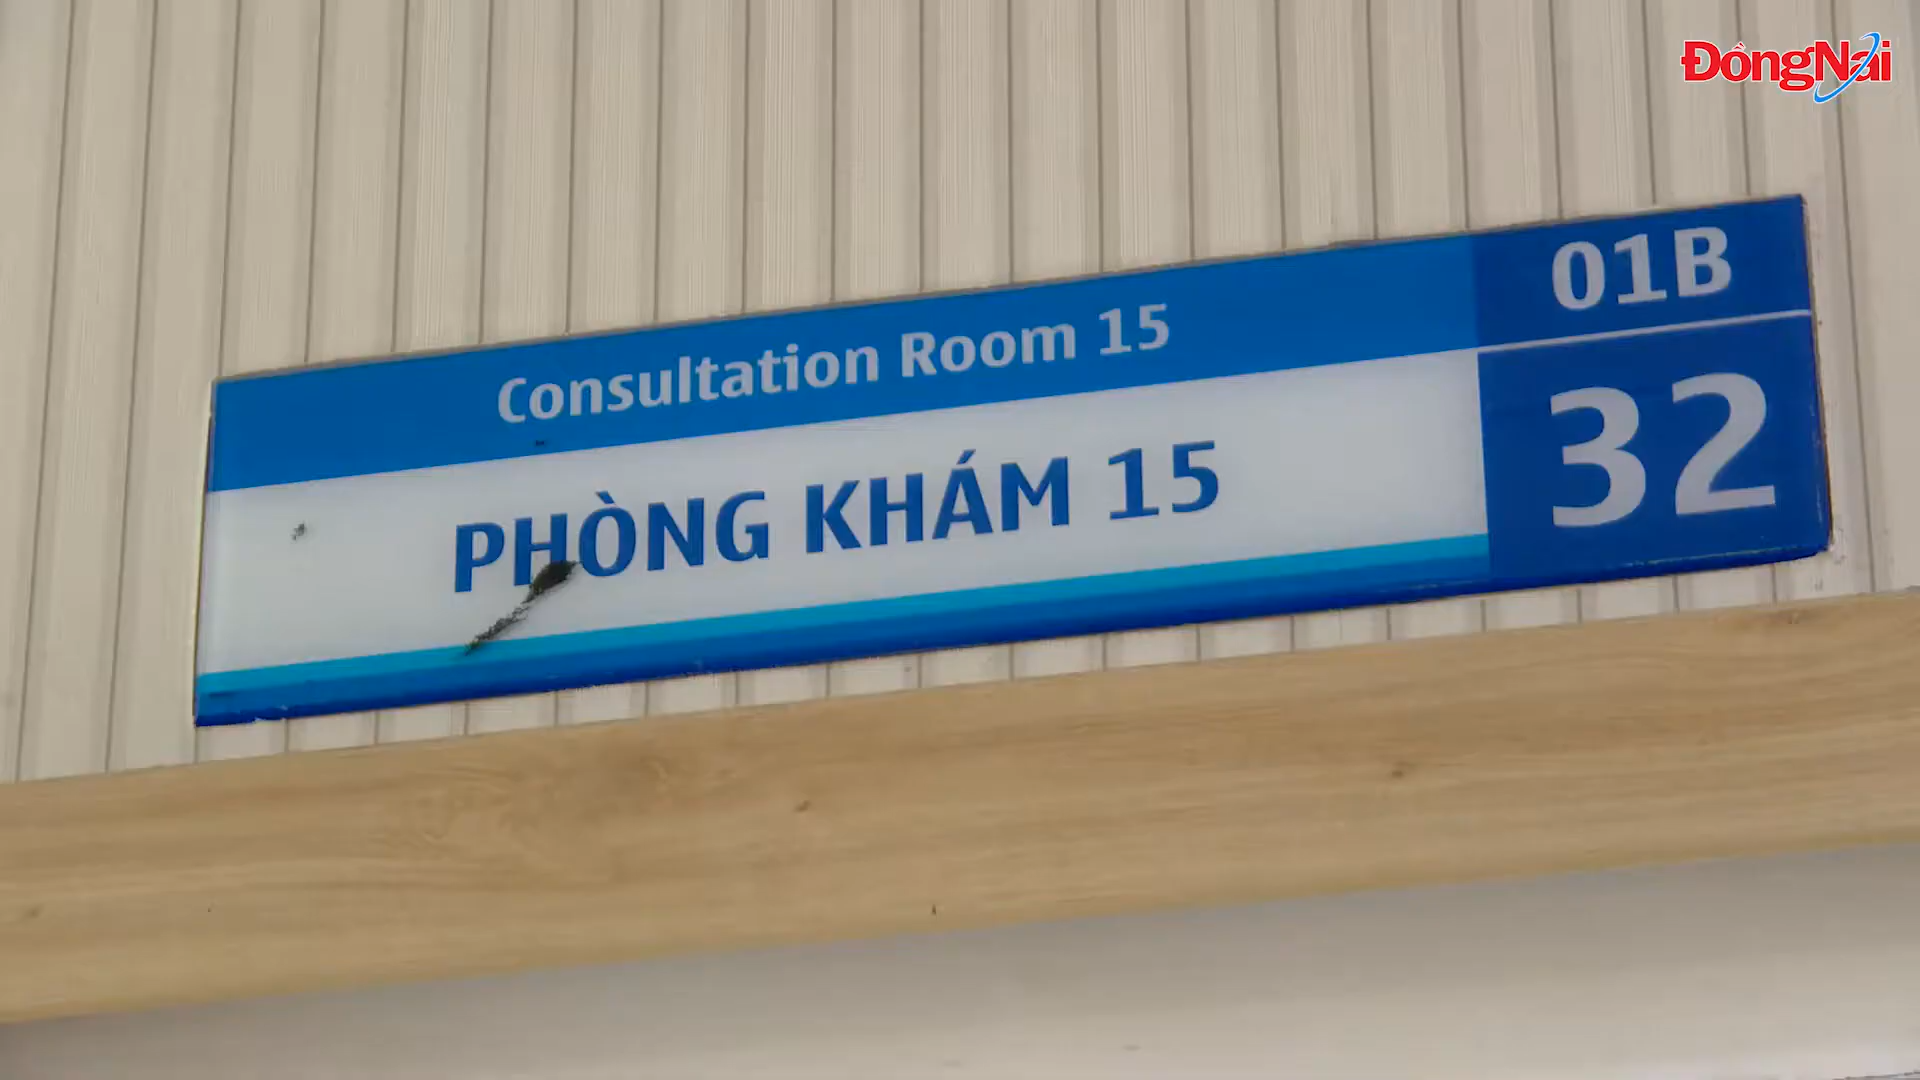 ĐồngNai
Consultation Room 15
01B
PHÒNG KHÁM 15
32